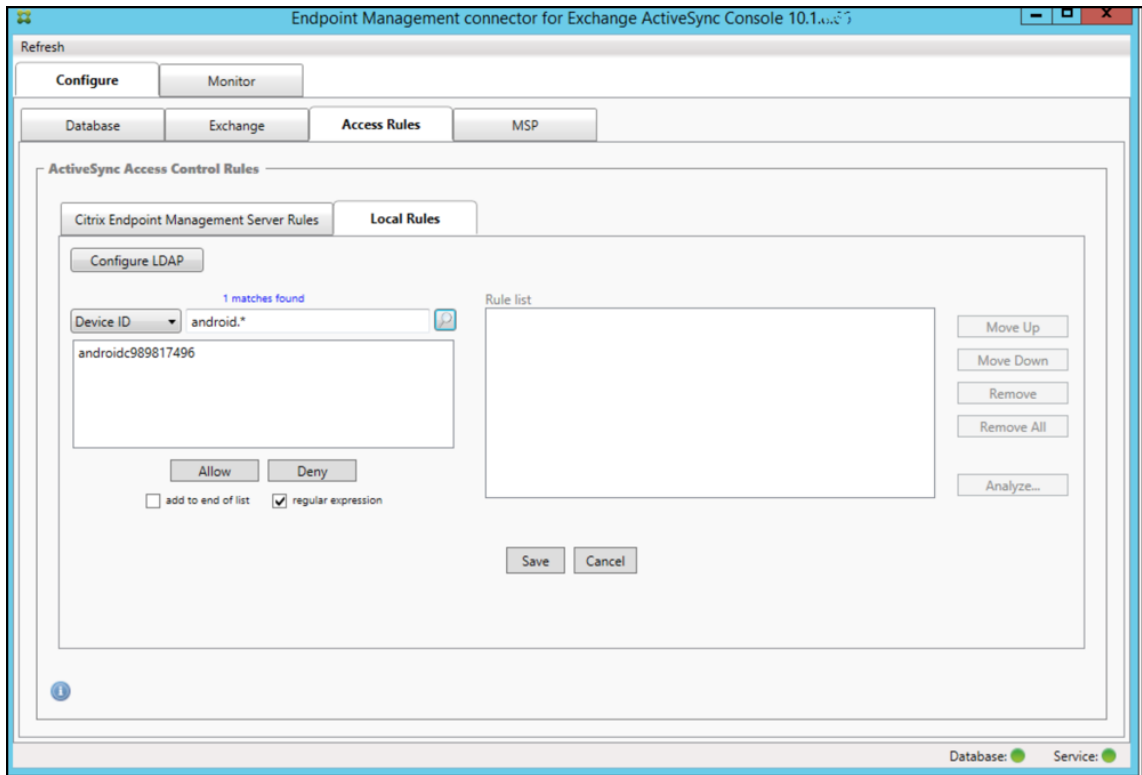 Endpoint Management connector for Exchange ActiveSync Console
Refresh
Configure Monitor
Database Exchange Access Rules MSP
ActiveSync Access Control Rules
Citrix Endpoint Management Server Rules Local Rules
Configure LDAP
1 matches found
Rule list
Device ID android.*
androidc989817496
Move Up
Move Down
Remove
Remove All
Allow Deny
Analyze...
add to end of list regular expression
Save Cancel
Database: Service: